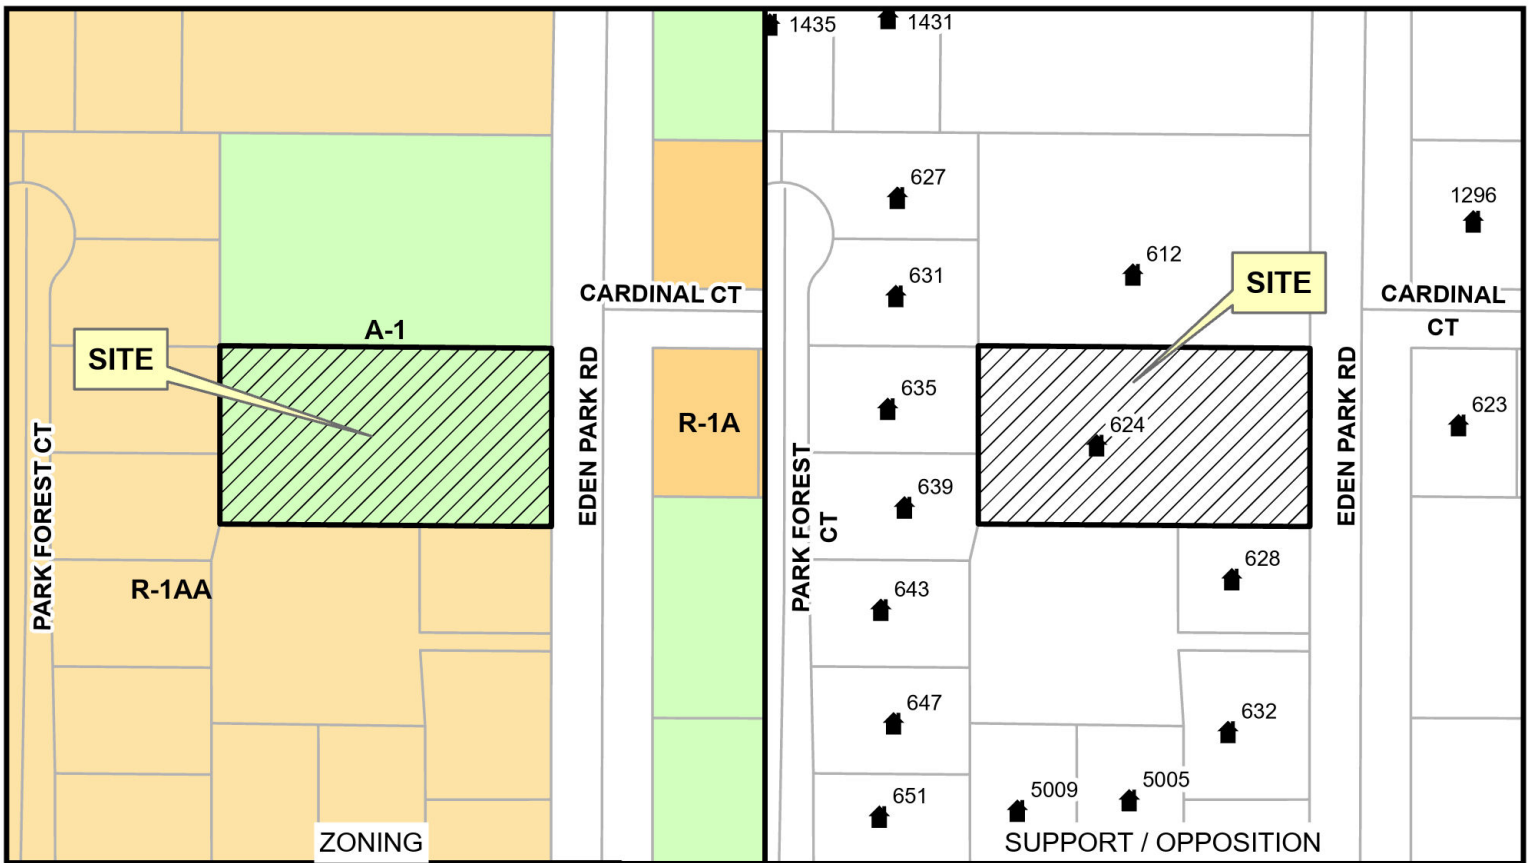 CARDINAL CT
A-1
SITE
EDEN PARK RD
R-1A
PARK FOREST CT
R-1AA
ZONING
1435
1431
627
1296
612
631
SITE
CARDINAL
CT
635
624
EDEN PARK RD
623
PARK FOREST
CT
639
628
643
647
632
5009
5005
651
SUPPORT / OPPOSITION